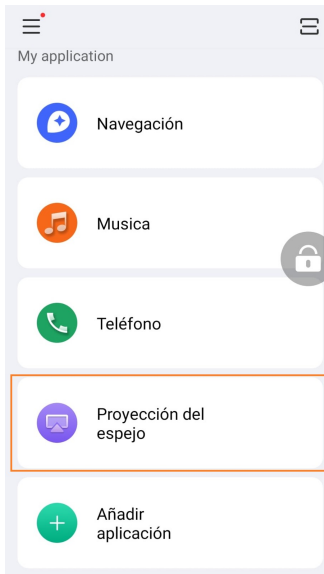 My application
Navegación
Musica
Teléfono
Proyección del
espejo
Añadir
aplicación